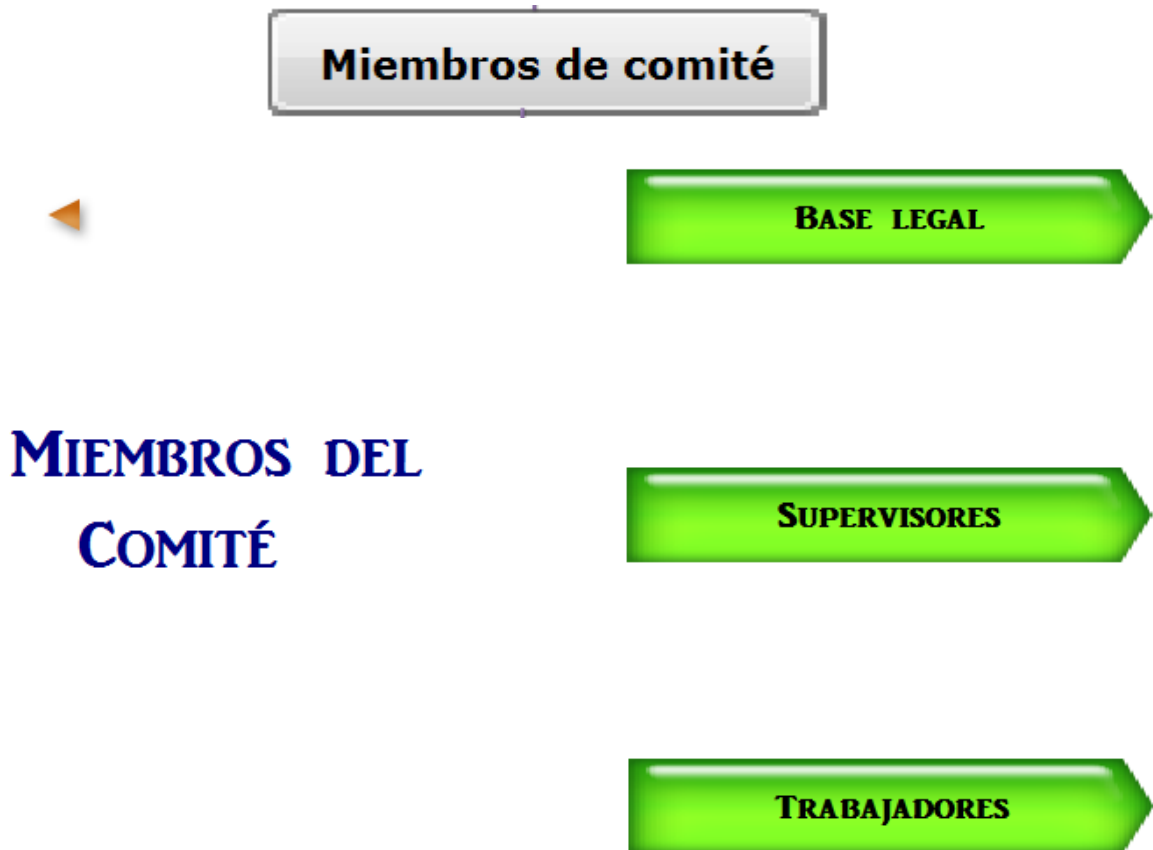 Miembros de comité
BASE LEGAL
MIEMBROS DEL
COMITÉ
SUPERVISORES
TRABAJADORES